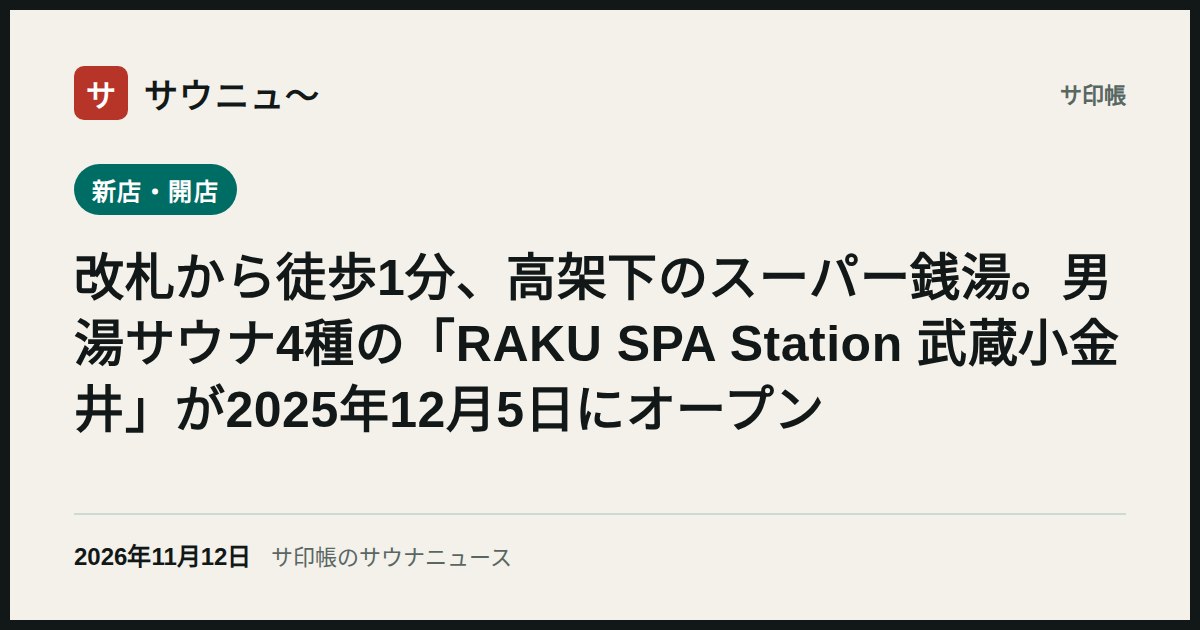 サ サウニュ〜
サ印帳
新店・開店
改札から徒歩1分、高架下のスーパー銭湯。男
湯サウナ4種の「RAKU SPA Station 武蔵小金
井」が2025年12月5日にオープン
2026年11月12日 サ印帳のサウナニュース